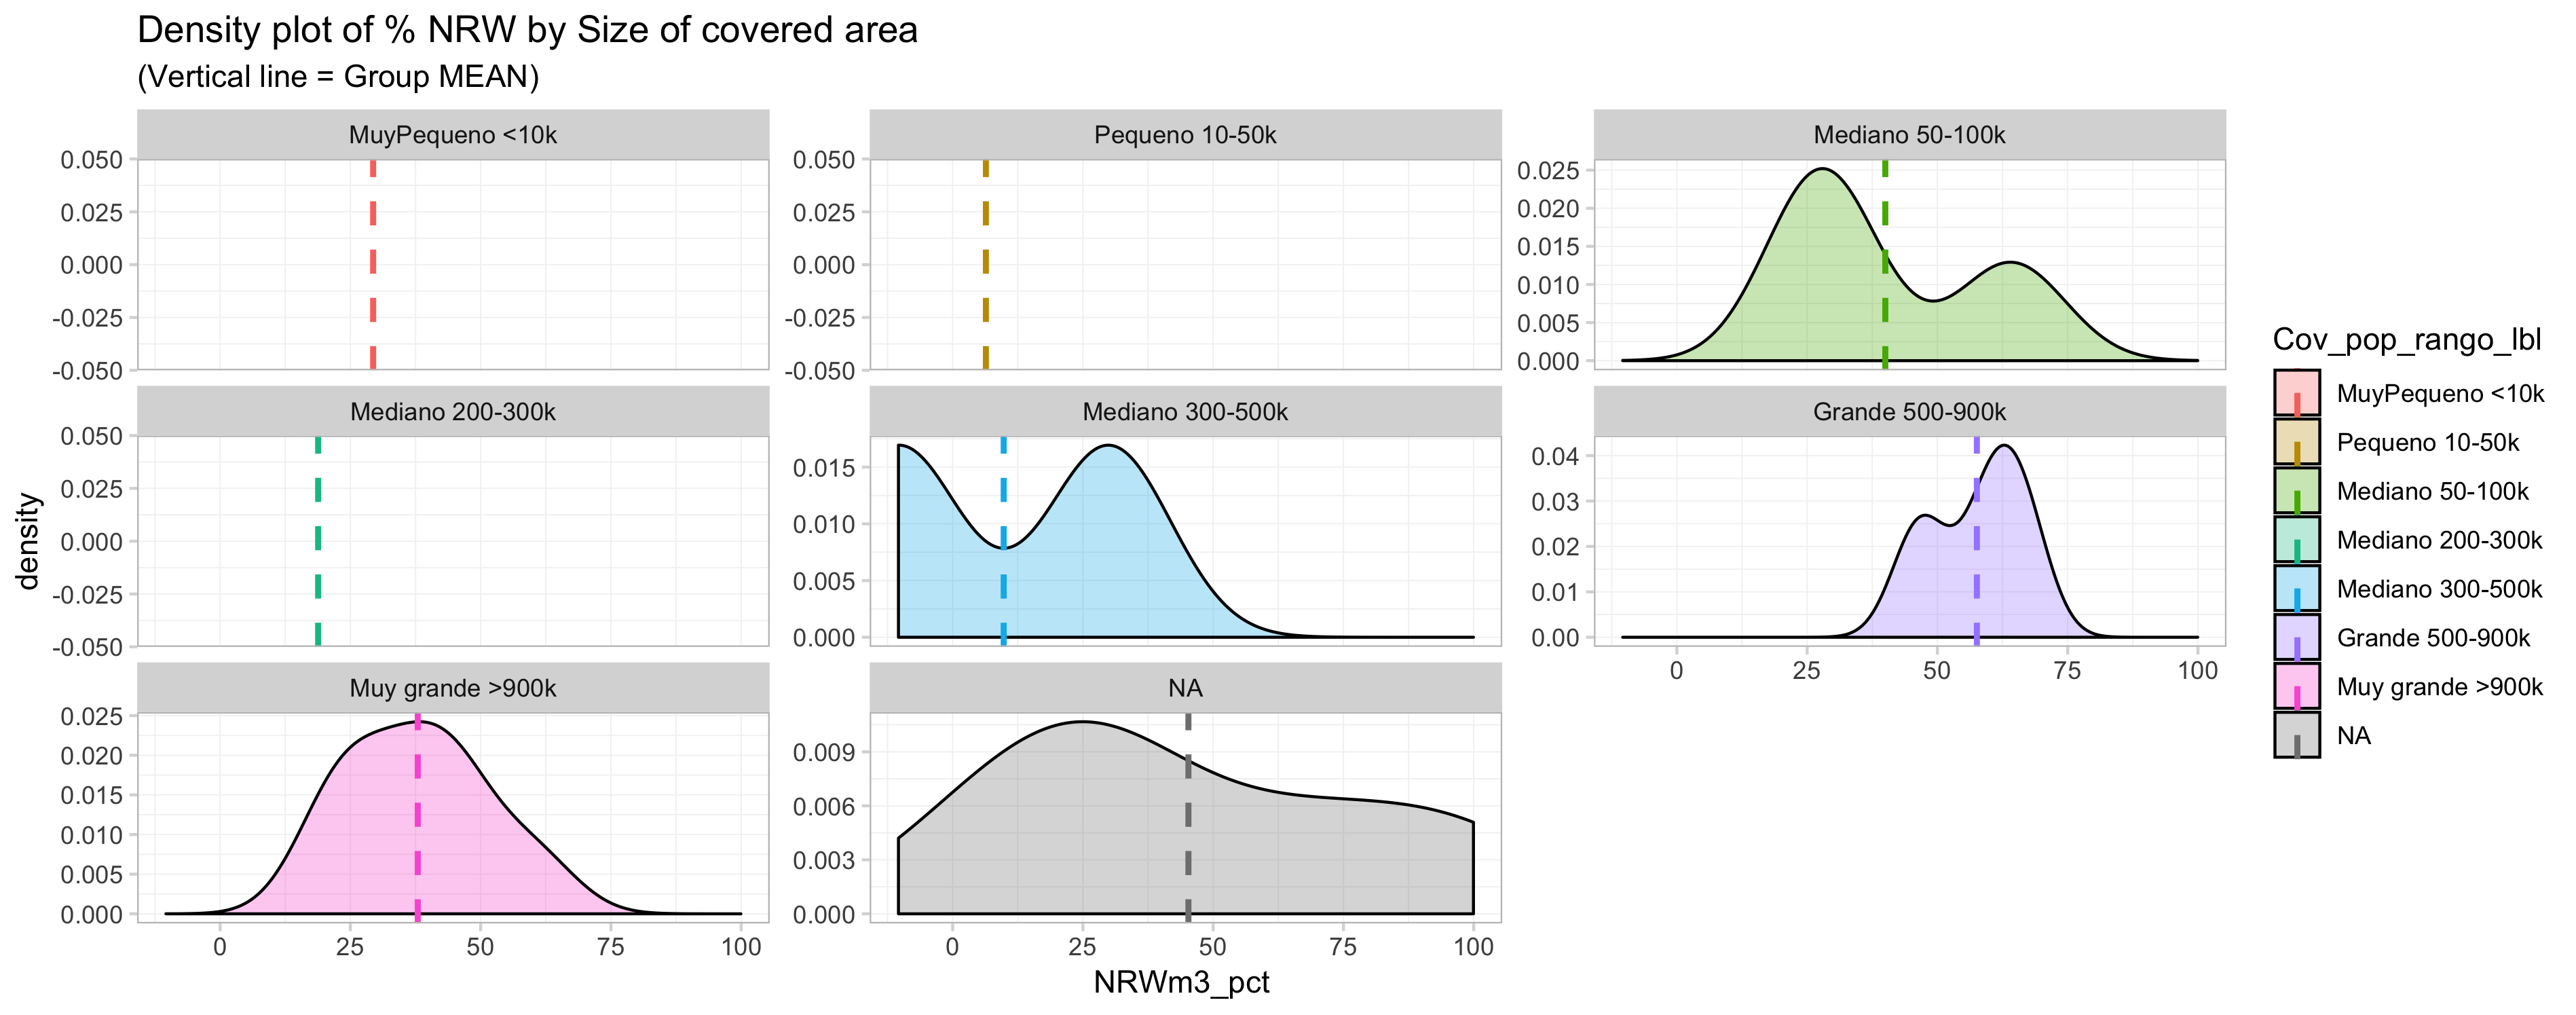 Density plot of % NRW by Size of covered area
(Vertical line = Group MEAN)
MuyPequeno <10k
0.050
0.025
0.000
-0.025
-0.050
Pequeno 10-50k
0.050
0.025
0.000
-0.025
-0.050
Mediano 50-100k
0.025
0.020
0.015
0.010
0.005
0.000
Mediano 200-300k
0.050
0.025
0.000
-0.025
-0.050
Mediano 300-500k
0.015
0.010
0.005
0.000
Grande 500-900k
0.04
0.03
0.02
0.01
0.00
0 25 50 75 100
Muy grande >900k
0.025
0.020
0.015
0.010
0.005
0.000
0 25 50 75 100
NA
0.009
0.006
0.003
0.000
0 25 50 75 100
density
NRWm3_pct
Cov_pop_rango_lbl
MuyPequeno <10k
Pequeno 10-50k
Mediano 50-100k
Mediano 200-300k
Mediano 300-500k
Grande 500-900k
Muy grande >900k
NA